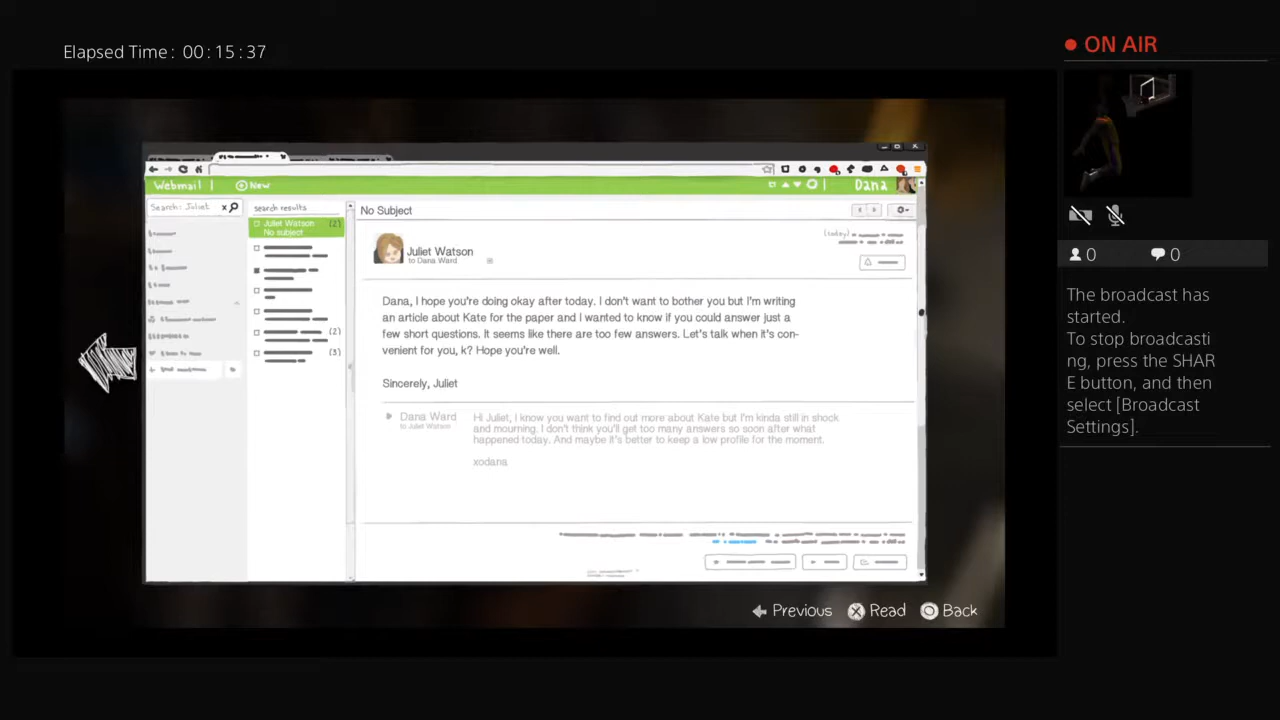 Elapsed Time: 00:15:37
ON AIR
Webmail
New
Dana
Search: Juliet x
search results
No Subject
Juliet Watson (2)
No subject
Juliet Watson
to Dana Ward
(today)
Dana, I hope you're doing okay after today. I don't want to bother you but I'm writing
an article about Kate for the paper and I wanted to know if you could answer just a
few short questions. It seems like there are too few answers. Let's talk when it's con-
venient for you, k? Hope you're well.
Sincerely, Juliet
(2)
(3)
Dana Ward
to Juliet Watson
Hi Juliet, I know you want to find out more about Kate but I'm kinda still in shock
and mourning. I don't think you'll get too many answers so soon after what
happened today. And maybe it's better to keep a low profile for the moment.
xodana
Previous
Read
Back
0
0
The broadcast has
started.
To stop broadcasti
ng, press the SHAR
E button, and then
select [Broadcast
Settings].